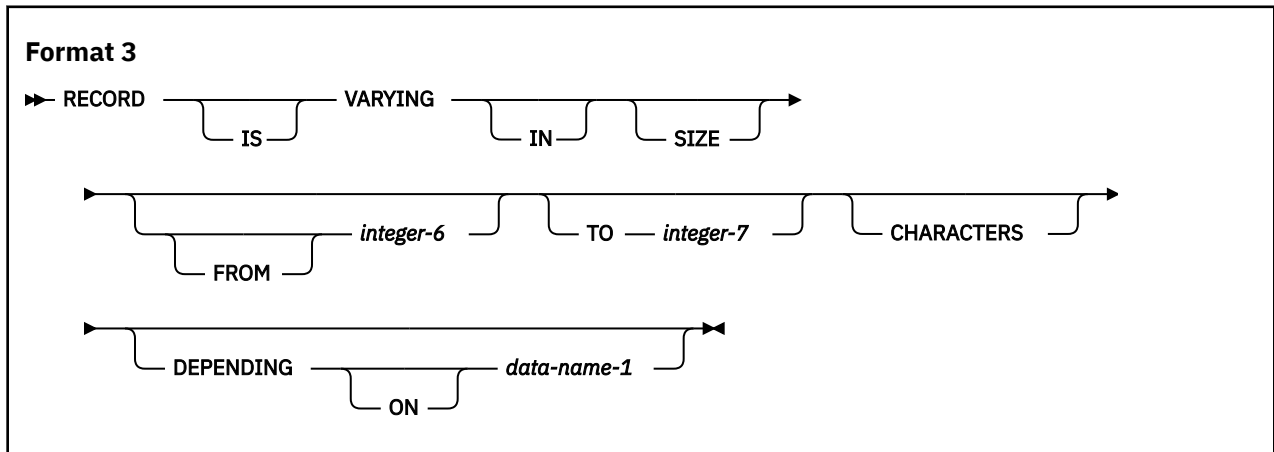 Format 3
RECORD VARYING
IS IN SIZE
integer-6 TO integer-7 CHARACTERS
FROM
DEPENDING data-name-1
ON